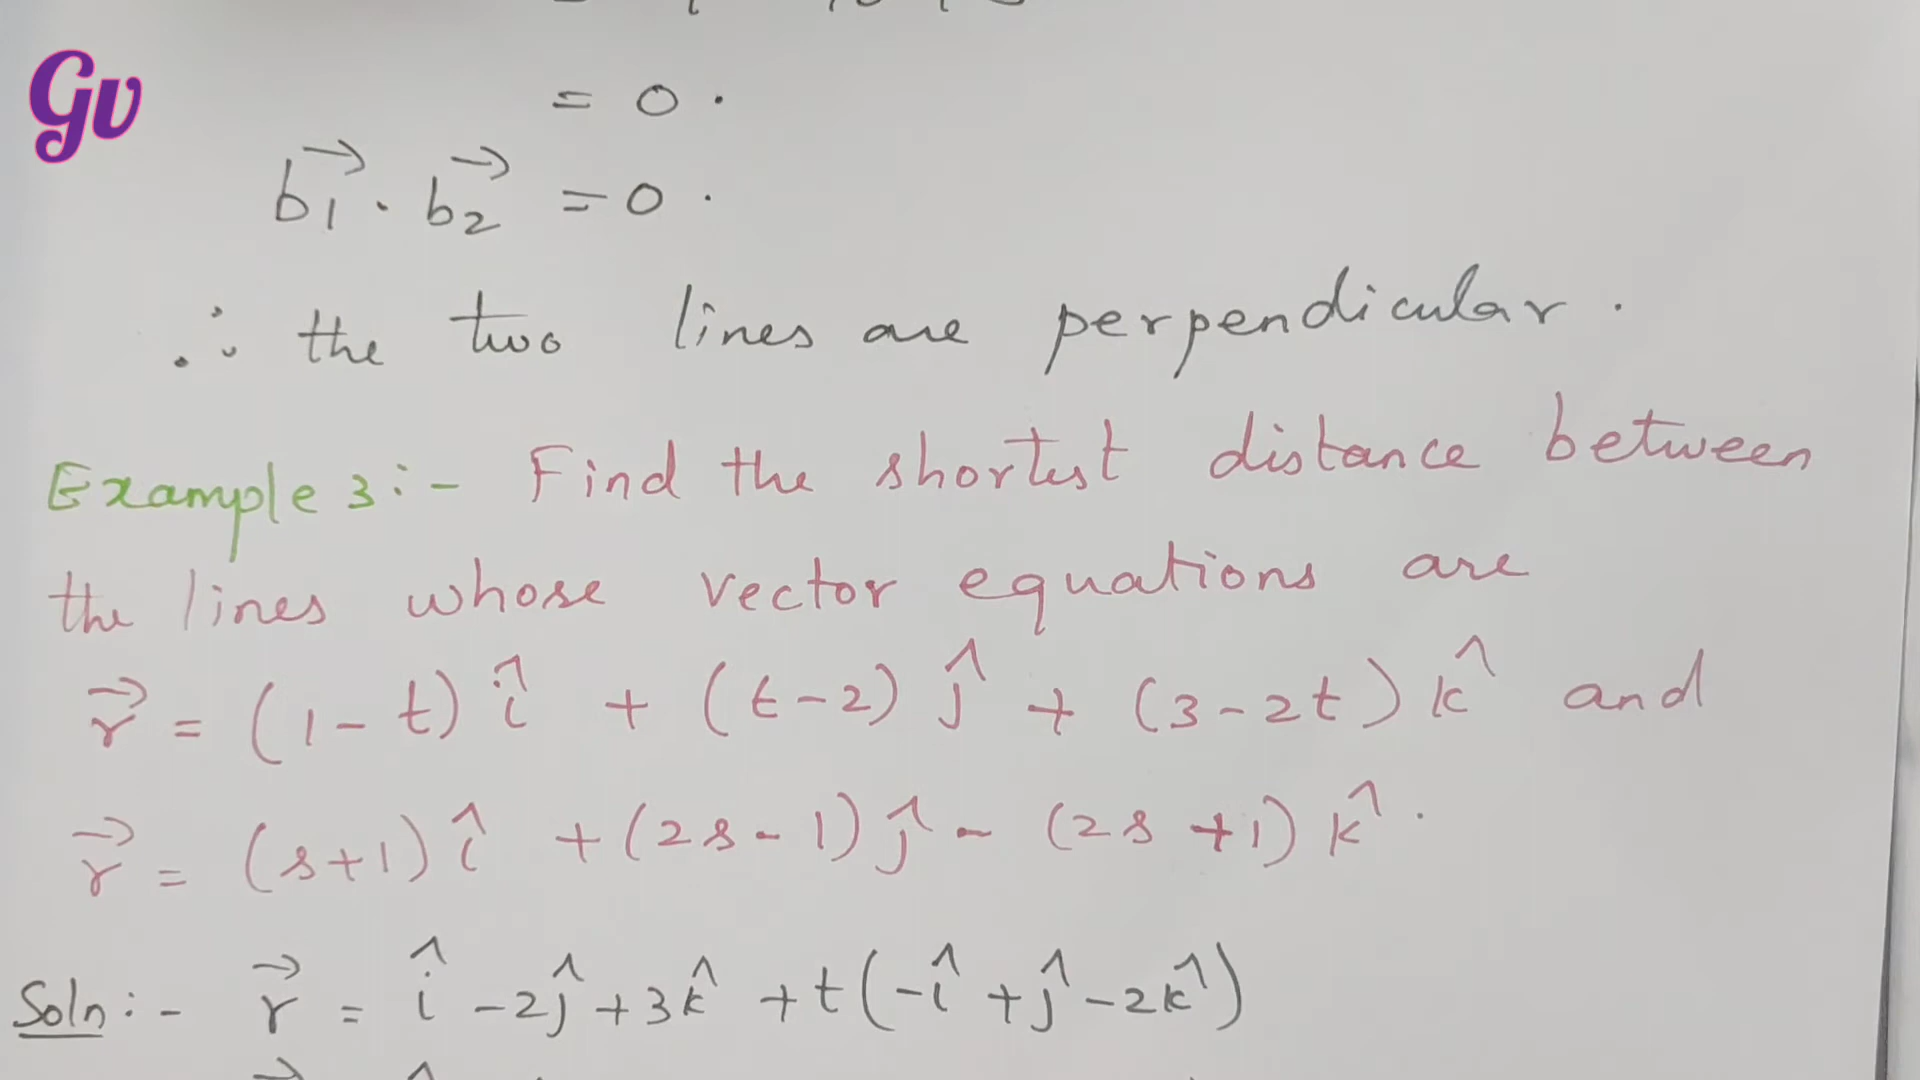 Gv
= 0.
b₁⃗ . b₂⃗ = 0.
∴ the two lines are perpendicular.
Example 3:- Find the shortest distance between
the lines whose vector equations are
r⃗ = (1-t) î + (t-2) ĵ + (3-2t) k̂ and
r⃗ = (s+1) î + (2s-1) ĵ - (2s+1) k̂.
Soln:- r⃗ = î - 2ĵ + 3k̂ + t(-î + ĵ - 2k̂)